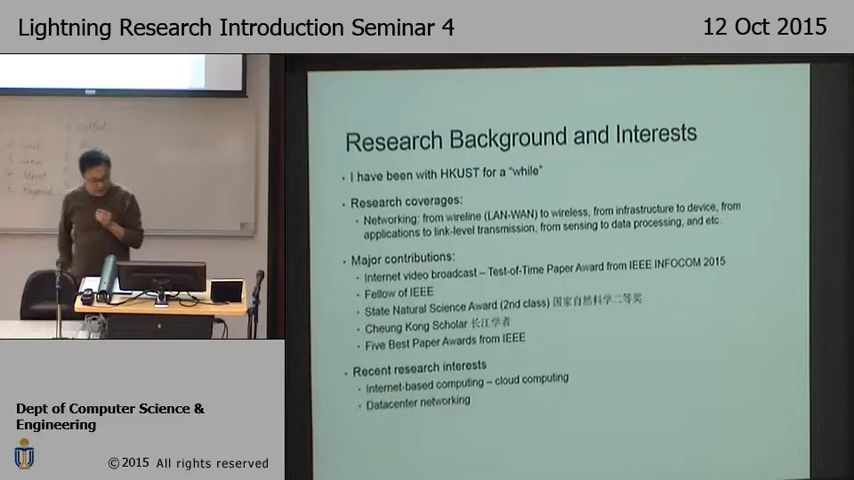 Lightning Research Introduction Seminar 4
12 Oct 2015
Research Background and Interests
• I have been with HKUST for a "while"
• Research coverages:
• Networking: from wireline (LAN-WAN) to wireless, from infrastructure to device, from
applications to link-level transmission, from sensing to data processing, and etc.
• Major contributions:
• Internet video broadcast – Test-of-Time Paper Award from IEEE INFOCOM 2015
• Fellow of IEEE
• State Natural Science Award (2nd class) 国家自然科学二等奖
• Cheung Kong Scholar 长江学者
• Five Best Paper Awards from IEEE
• Recent research interests
• Internet-based computing – cloud computing
• Datacenter networking
Dept of Computer Science &
Engineering
© 2015 All rights reserved